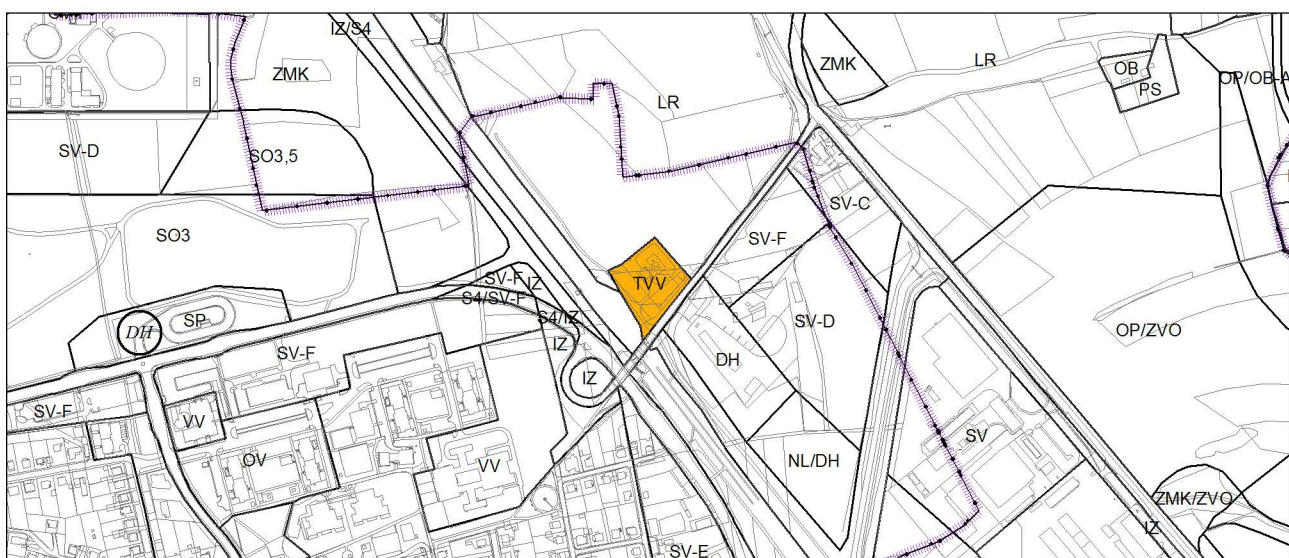 IZ/S4
ZMK
LR
ZMK
LR
OB
PS
OP/OB-A
SV-D
SO3,5
SV-C
SO3
SV-F
SV-F
IZ
TVV
S4/SV-F
SP
DH
S4/IZ
SV-D
OP/ZVO
IZ
SV-F
DH
IZ
SV-F
VV
SV
OV
VV
NL/DH
ZMK/ZVO
IZ
SV-E